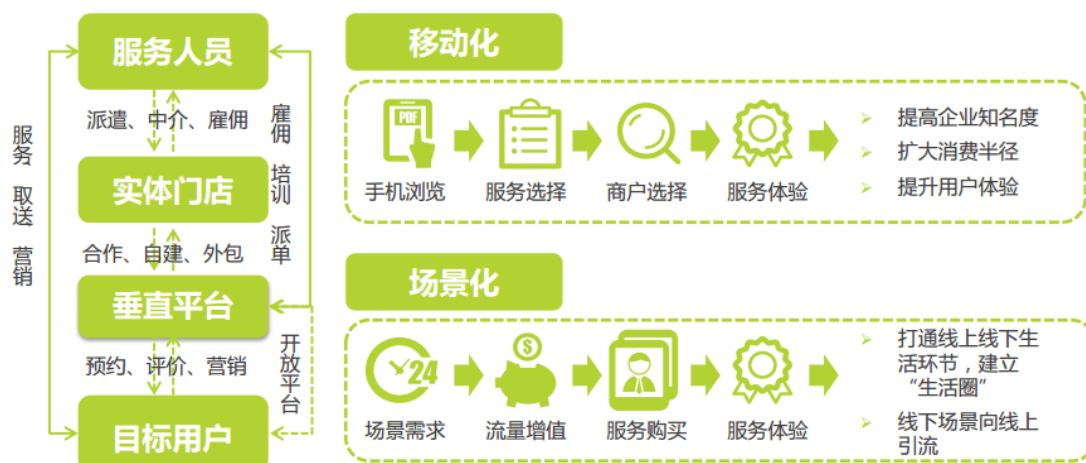 服务人员
派遣、中介、雇佣
实体门店
合作、自建、外包
垂直平台
预约、评价、营销
目标用户
服务 取送 营销
雇佣 培训 派单
开放平台
移动化
PDF
手机浏览
服务选择
商户选择
服务体验
提高企业知名度
扩大消费半径
提升用户体验
场景化
24
$
场景需求
流量增值
服务购买
服务体验
打通线上线下生
活环节，建立
“生活圈”
线下场景向线上
引流